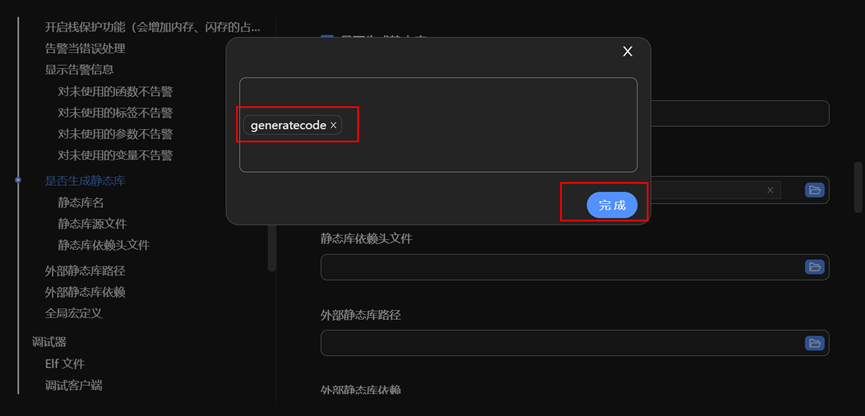 开启栈保护功能（会增加内存、闪存的占...
告警当错误处理
显示告警信息
对未使用的函数不告警
对未使用的标签不告警
对未使用的参数不告警
对未使用的变量不告警
是否生成静态库
静态库名
静态库源文件
静态库依赖头文件
外部静态库路径
外部静态库依赖
全局宏定义
调试器
Elf 文件
调试客户端
generatecode ×
完成
静态库依赖头文件
外部静态库路径
外部静态库依赖